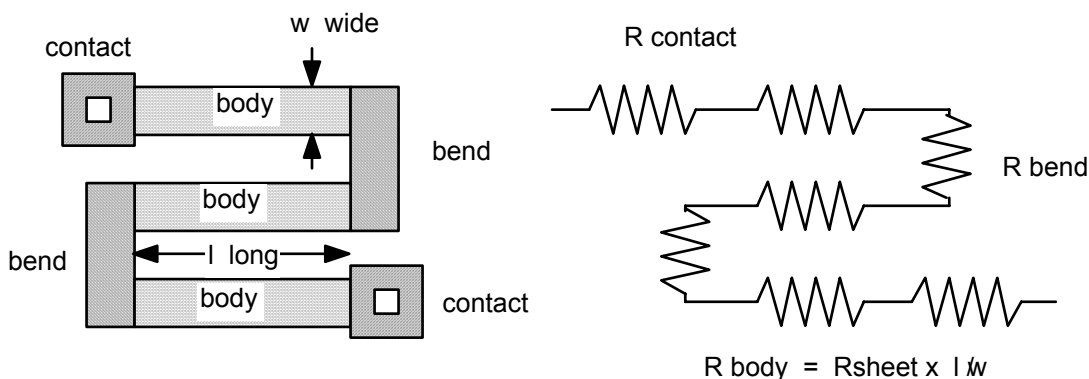 w wide
contact
body
bend
body
bend
l long
body
contact
R contact
R bend
R body = Rsheet x l/w